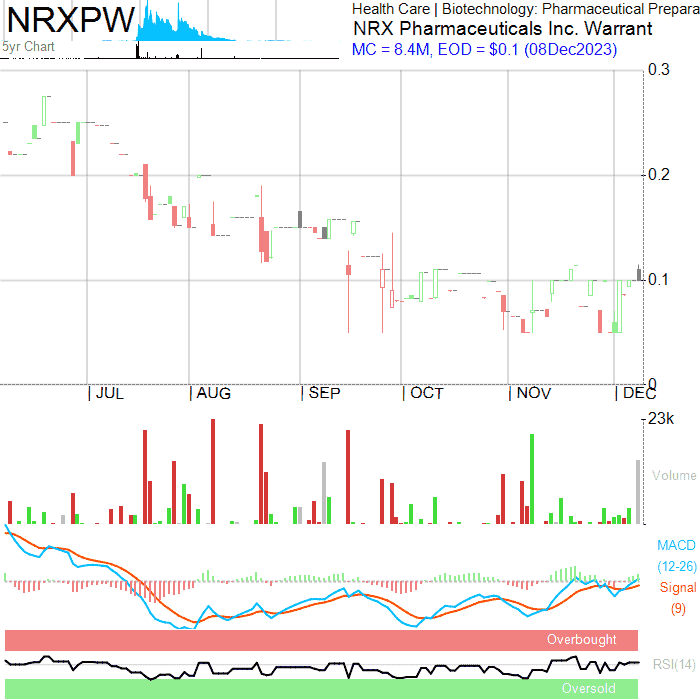 NRXPW
5yr Chart
Health Care | Biotechnology: Pharmaceutical Prepara
NRX Pharmaceuticals Inc. Warrant
MC = 8.4M, EOD = $0.1 (08Dec2023)
0.3
0.2
0.1
0
JUL AUG SEP OCT NOV DEC
23k
Volume
MACD
(12-26)
Signal
(9)
Overbought
RSI(14)
Oversold